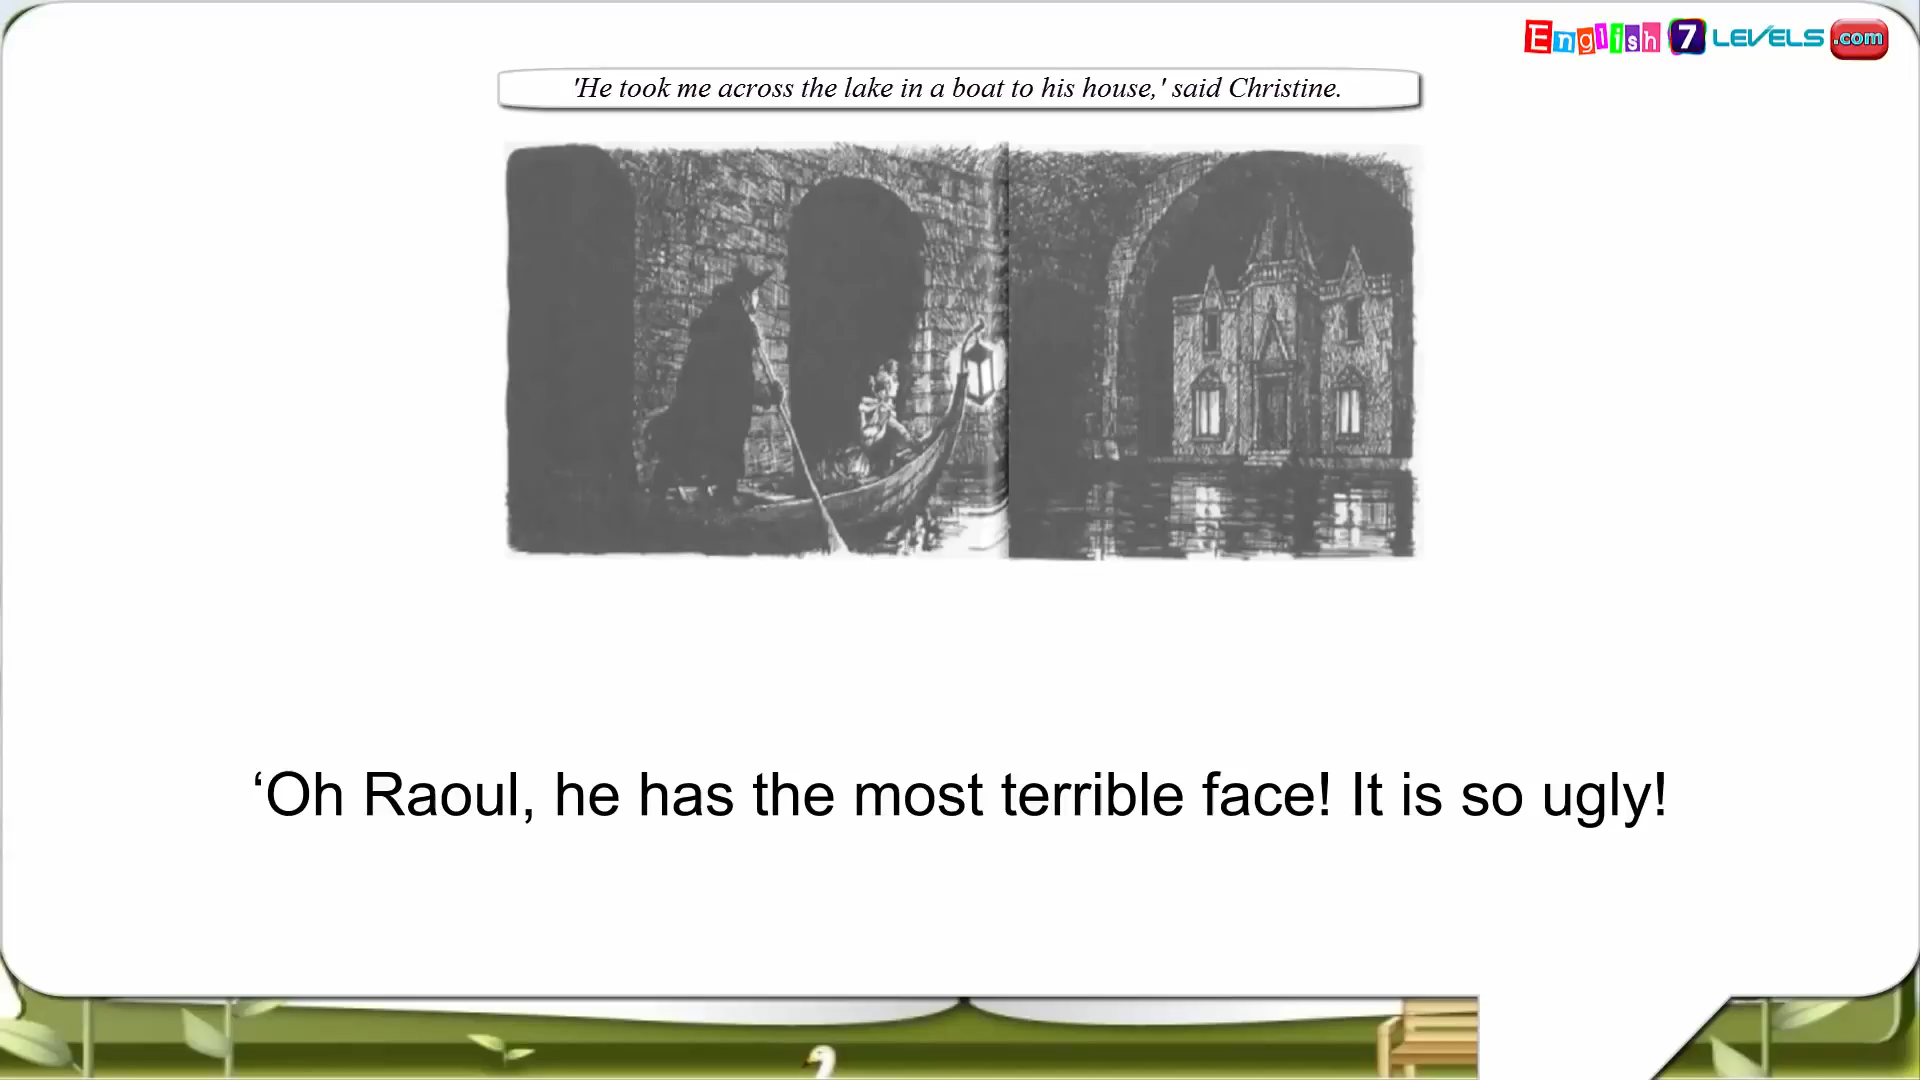 English 7 LEVELS .com
'He took me across the lake in a boat to his house,' said Christine.
‘Oh Raoul, he has the most terrible face! It is so ugly!